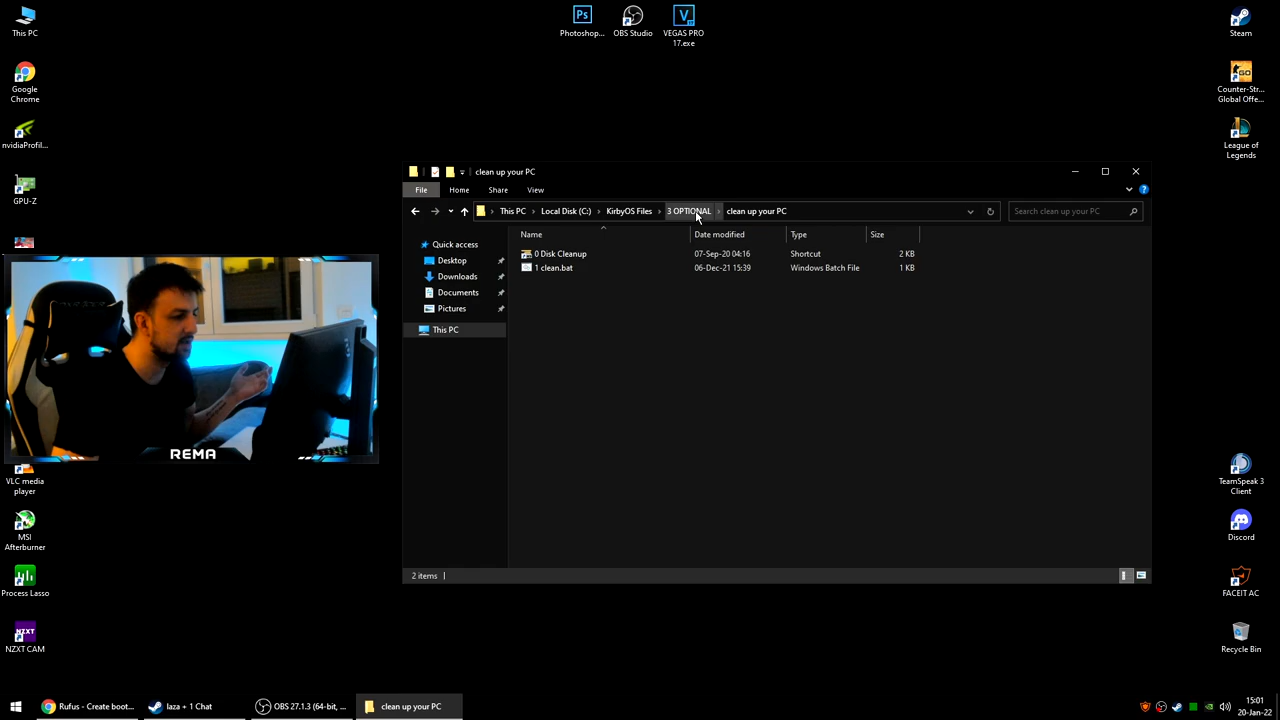 This PC
Google
Chrome
nvidiaProfil...
GPU-Z
Photoshop...
OBS Studio
VEGAS PRO
17.exe
Steam
Counter-Str...
Global Offe...
League of
Legends
clean up your PC
File
Home
Share
View
This PC
Local Disk (C:)
KirbyOS Files
3 OPTIONAL
clean up your PC
Search clean up your PC
Name
Date modified
Type
Size
Quick access
Desktop
Downloads
Documents
Pictures
This PC
0 Disk Cleanup
07-Sep-20 04:16
Shortcut
2 KB
1 clean.bat
06-Dec-21 15:39
Windows Batch File
1 KB
REMA
VLC media
player
MSI
Afterburner
Process Lasso
NZXT
NZXT CAM
TeamSpeak 3
Client
Discord
FACEIT AC
Recycle Bin
2 items
Rufus - Create boot...
laza + 1 Chat
OBS 27.1.3 (64-bit, ...
clean up your PC
15:01
20-Jan-22